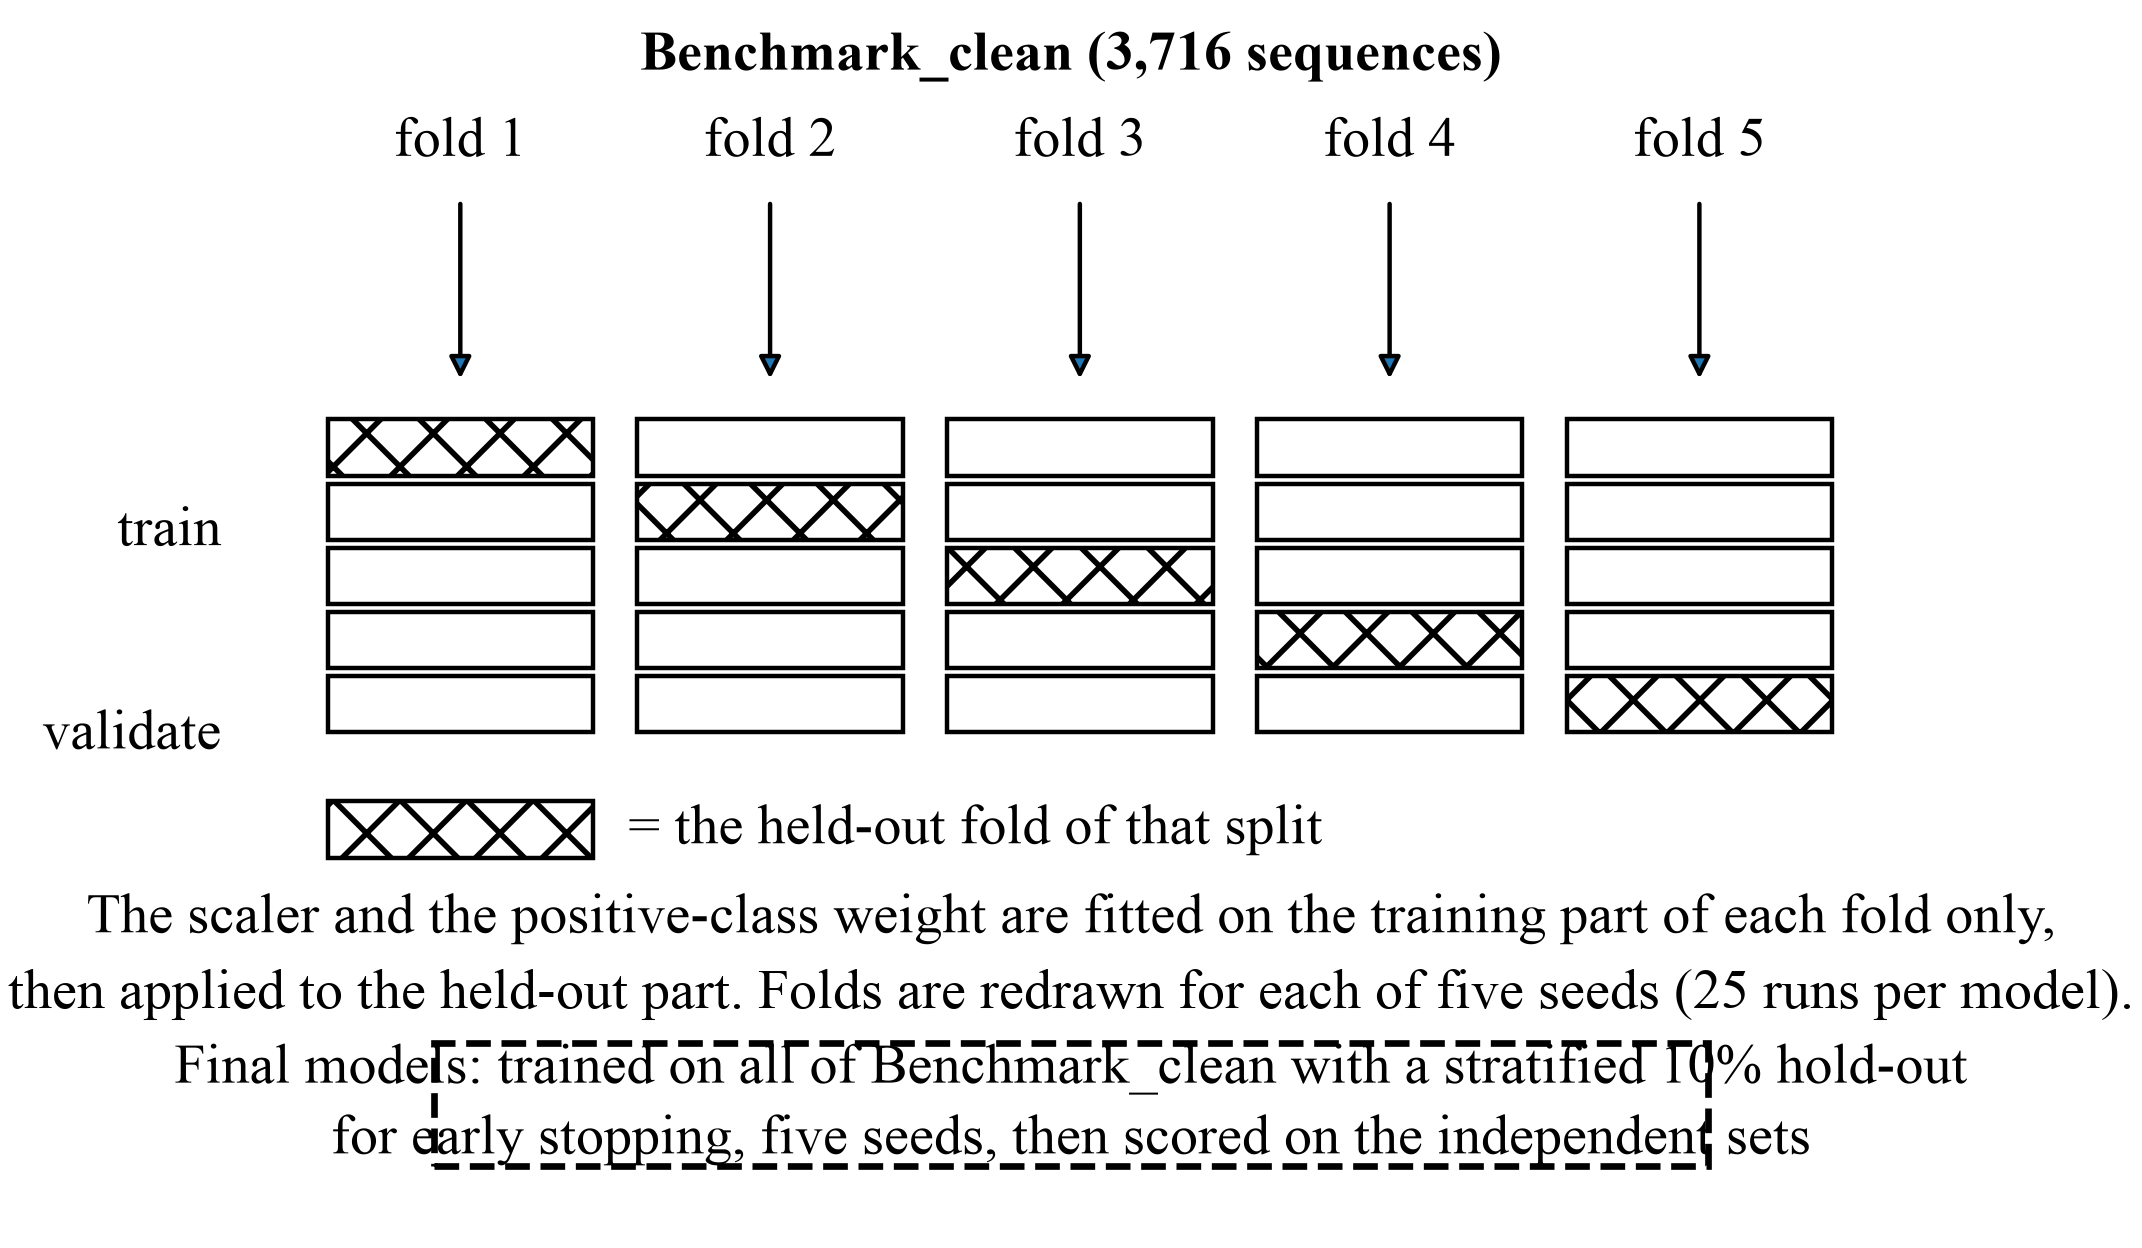 Benchmark_clean (3,716 sequences)
fold 1 fold 2 fold 3 fold 4 fold 5
train
validate
= the held-out fold of that split
The scaler and the positive-class weight are fitted on the training part of each fold only,
then applied to the held-out part. Folds are redrawn for each of five seeds (25 runs per model).
Final models: trained on all of Benchmark_clean with a stratified 10% hold-out
for early stopping, five seeds, then scored on the independent sets